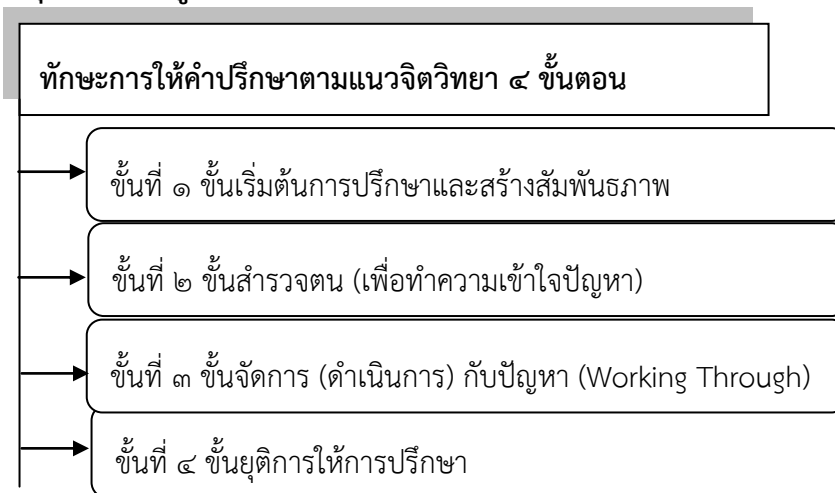 ทักษะการให้คำปรึกษาตามแนวจิตวิทยา ๔ ขั้นตอน
ขั้นที่ ๑ ขั้นเริ่มต้นการปรึกษาและสร้างสัมพันธภาพ
ขั้นที่ ๒ ขั้นสำรวจตน (เพื่อทำความเข้าใจปัญหา)
ขั้นที่ ๓ ขั้นจัดการ (ดำเนินการ) กับปัญหา (Working Through)
ขั้นที่ ๔ ขั้นยุติการให้การปรึกษา